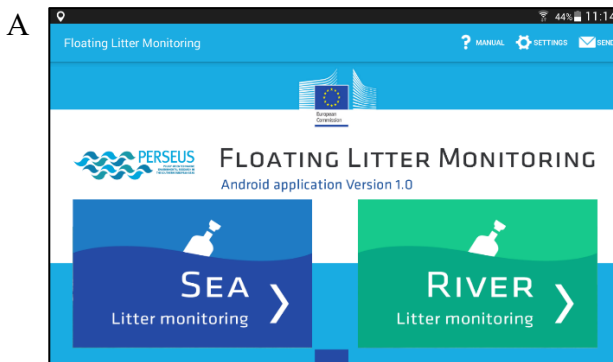 A
44% 11:14
Floating Litter Monitoring
? MANUAL SETTINGS SEND
European
Commission
PERSEUS
FLOATING LITTER MONITORING
Android application Version 1.0
SEA
Litter monitoring
RIVER
Litter monitoring